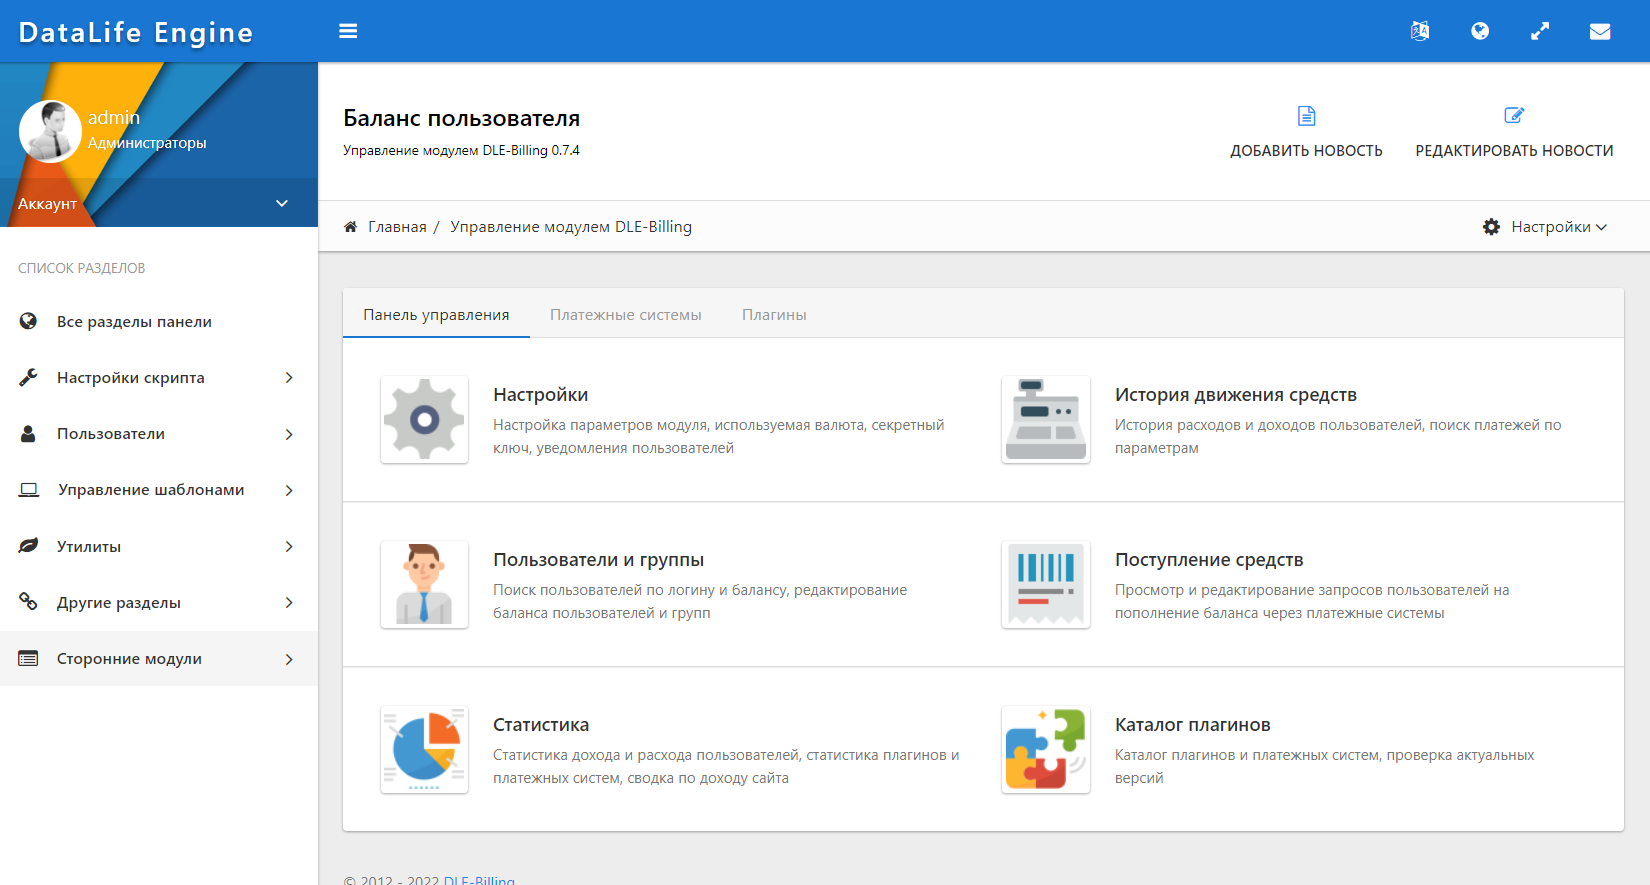 DataLife Engine
admin
Администраторы
Аккаунт
СПИСОК РАЗДЕЛОВ
Все разделы панели
Настройки скрипта
Пользователи
Управление шаблонами
Утилиты
Другие разделы
Сторонние модули
Баланс пользователя
Управление модулем DLE-Billing 0.7.4
ДОБАВИТЬ НОВОСТЬ
РЕДАКТИРОВАТЬ НОВОСТИ
Главная / Управление модулем DLE-Billing
Настройки
Панель управления
Платежные системы
Плагины
Настройки
Настройка параметров модуля, используемая валюта, секретный
ключ, уведомления пользователей
История движения средств
История расходов и доходов пользователей, поиск платежей по
параметрам
Пользователи и группы
Поиск пользователей по логину и балансу, редактирование
баланса пользователей и групп
Поступление средств
Просмотр и редактирование запросов пользователей на
пополнение баланса через платежные системы
Статистика
Статистика дохода и расхода пользователей, статистика плагинов и
платежных систем, сводка по доходу сайта
Каталог плагинов
Каталог плагинов и платежных систем, проверка актуальных
версий
© 2012 - 2022 DLE-Billing